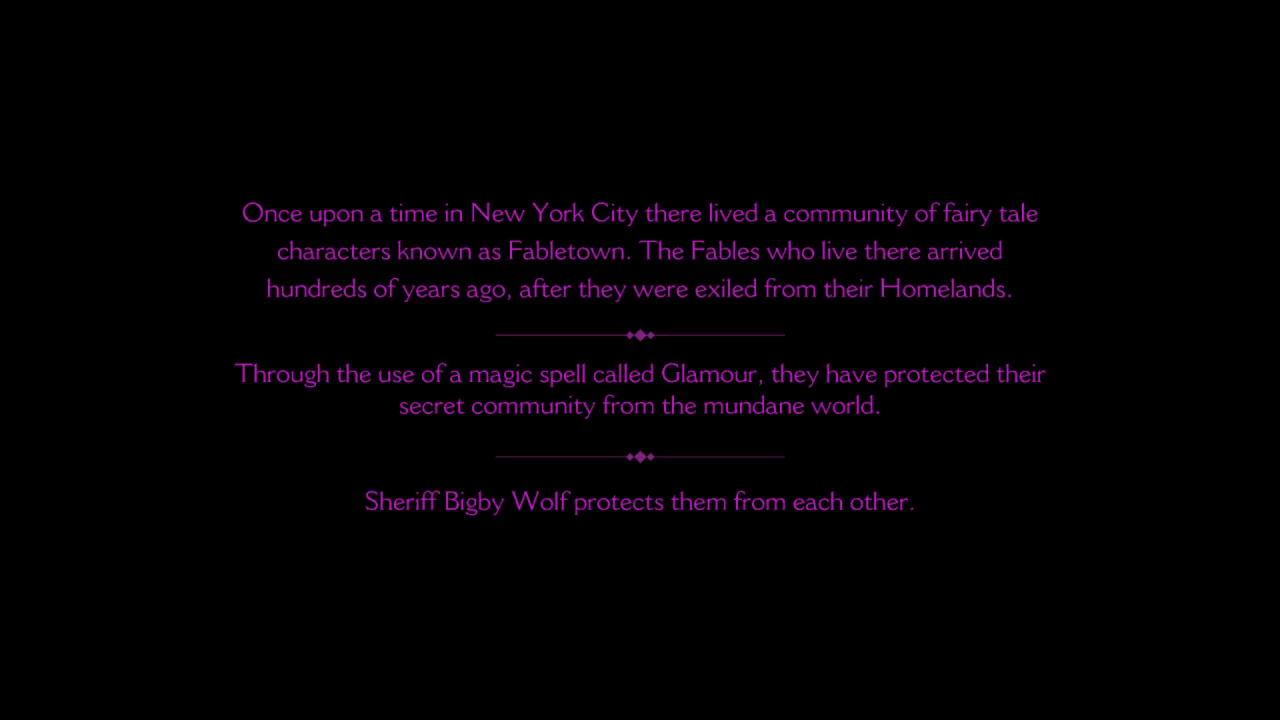 Once upon a time in New York City there lived a community of fairy tale
characters known as Fabletown. The Fables who live there arrived
hundreds of years ago, after they were exiled from their Homelands.
Through the use of a magic spell called Glamour, they have protected their
secret community from the mundane world.
Sheriff Bigby Wolf protects them from each other.